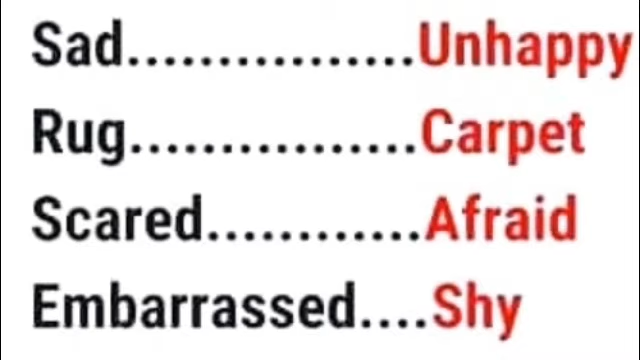 Sad................Unhappy
Rug................Carpet
Scared............Afraid
Embarrassed....Shy